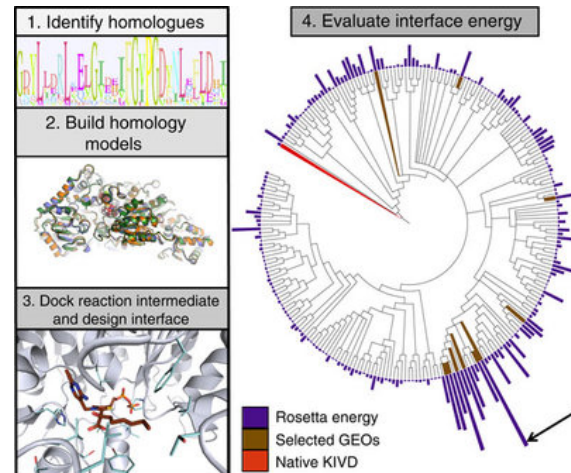 1. Identify homologues
2. Build homology
models
3. Dock reaction intermediate
and design interface
4. Evaluate interface energy
Rosetta energy
Selected GEOs
Native KIVD